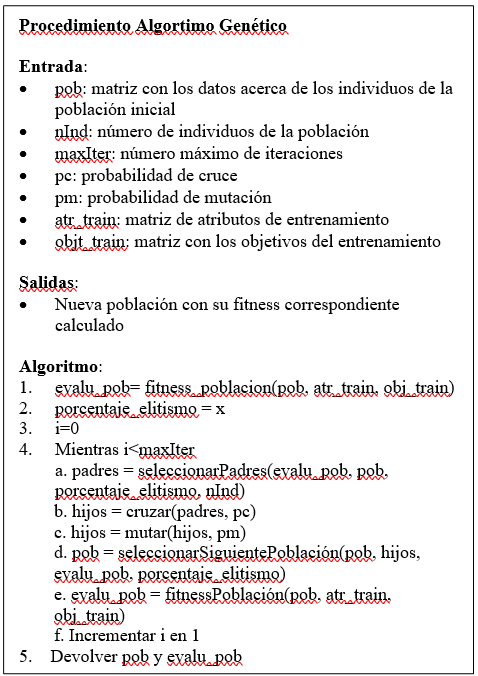 Procedimiento Algortimo Genético
Entrada:
• pob: matriz con los datos acerca de los individuos de la
población inicial
• nInd: número de individuos de la población
• maxIter: número máximo de iteraciones
• pc: probabilidad de cruce
• pm: probabilidad de mutación
• atr_train: matriz de atributos de entrenamiento
• objt_train: matriz con los objetivos del entrenamiento
Salidas:
• Nueva población con su fitness correspondiente
calculado
Algoritmo:
1. evalu_pob= fitness_poblacion(pob, atr_train, obj_train)
2. porcentaje_elitismo = x
3. i=0
4. Mientras i<maxIter
a. padres = seleccionarPadres(evalu_pob, pob,
porcentaje_elitismo, nInd)
b. hijos = cruzar(padres, pc)
c. hijos = mutar(hijos, pm)
d. pob = seleccionarSiguientePoblación(pob, hijos,
evalu_pob, porcentaje_elitismo)
e. evalu_pob = fitnessPoblación(pob, atr_train,
obj_train)
f. Incrementar i en 1
5. Devolver pob y evalu_pob